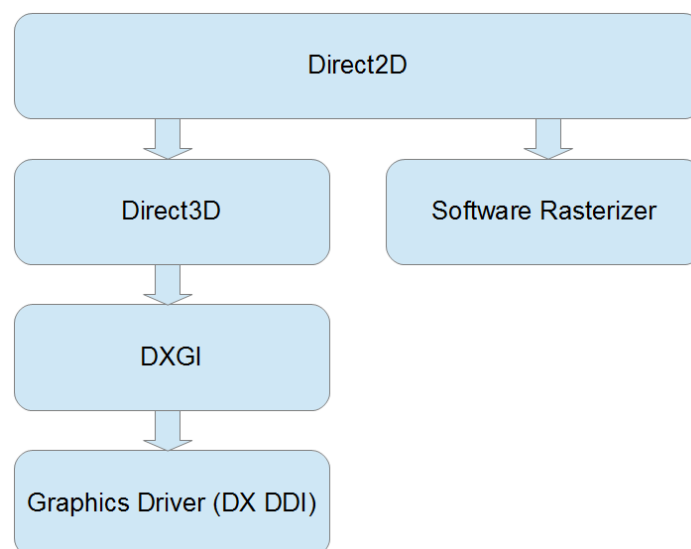 Direct2D
Direct3D
Software Rasterizer
DXGI
Graphics Driver (DX DDI)